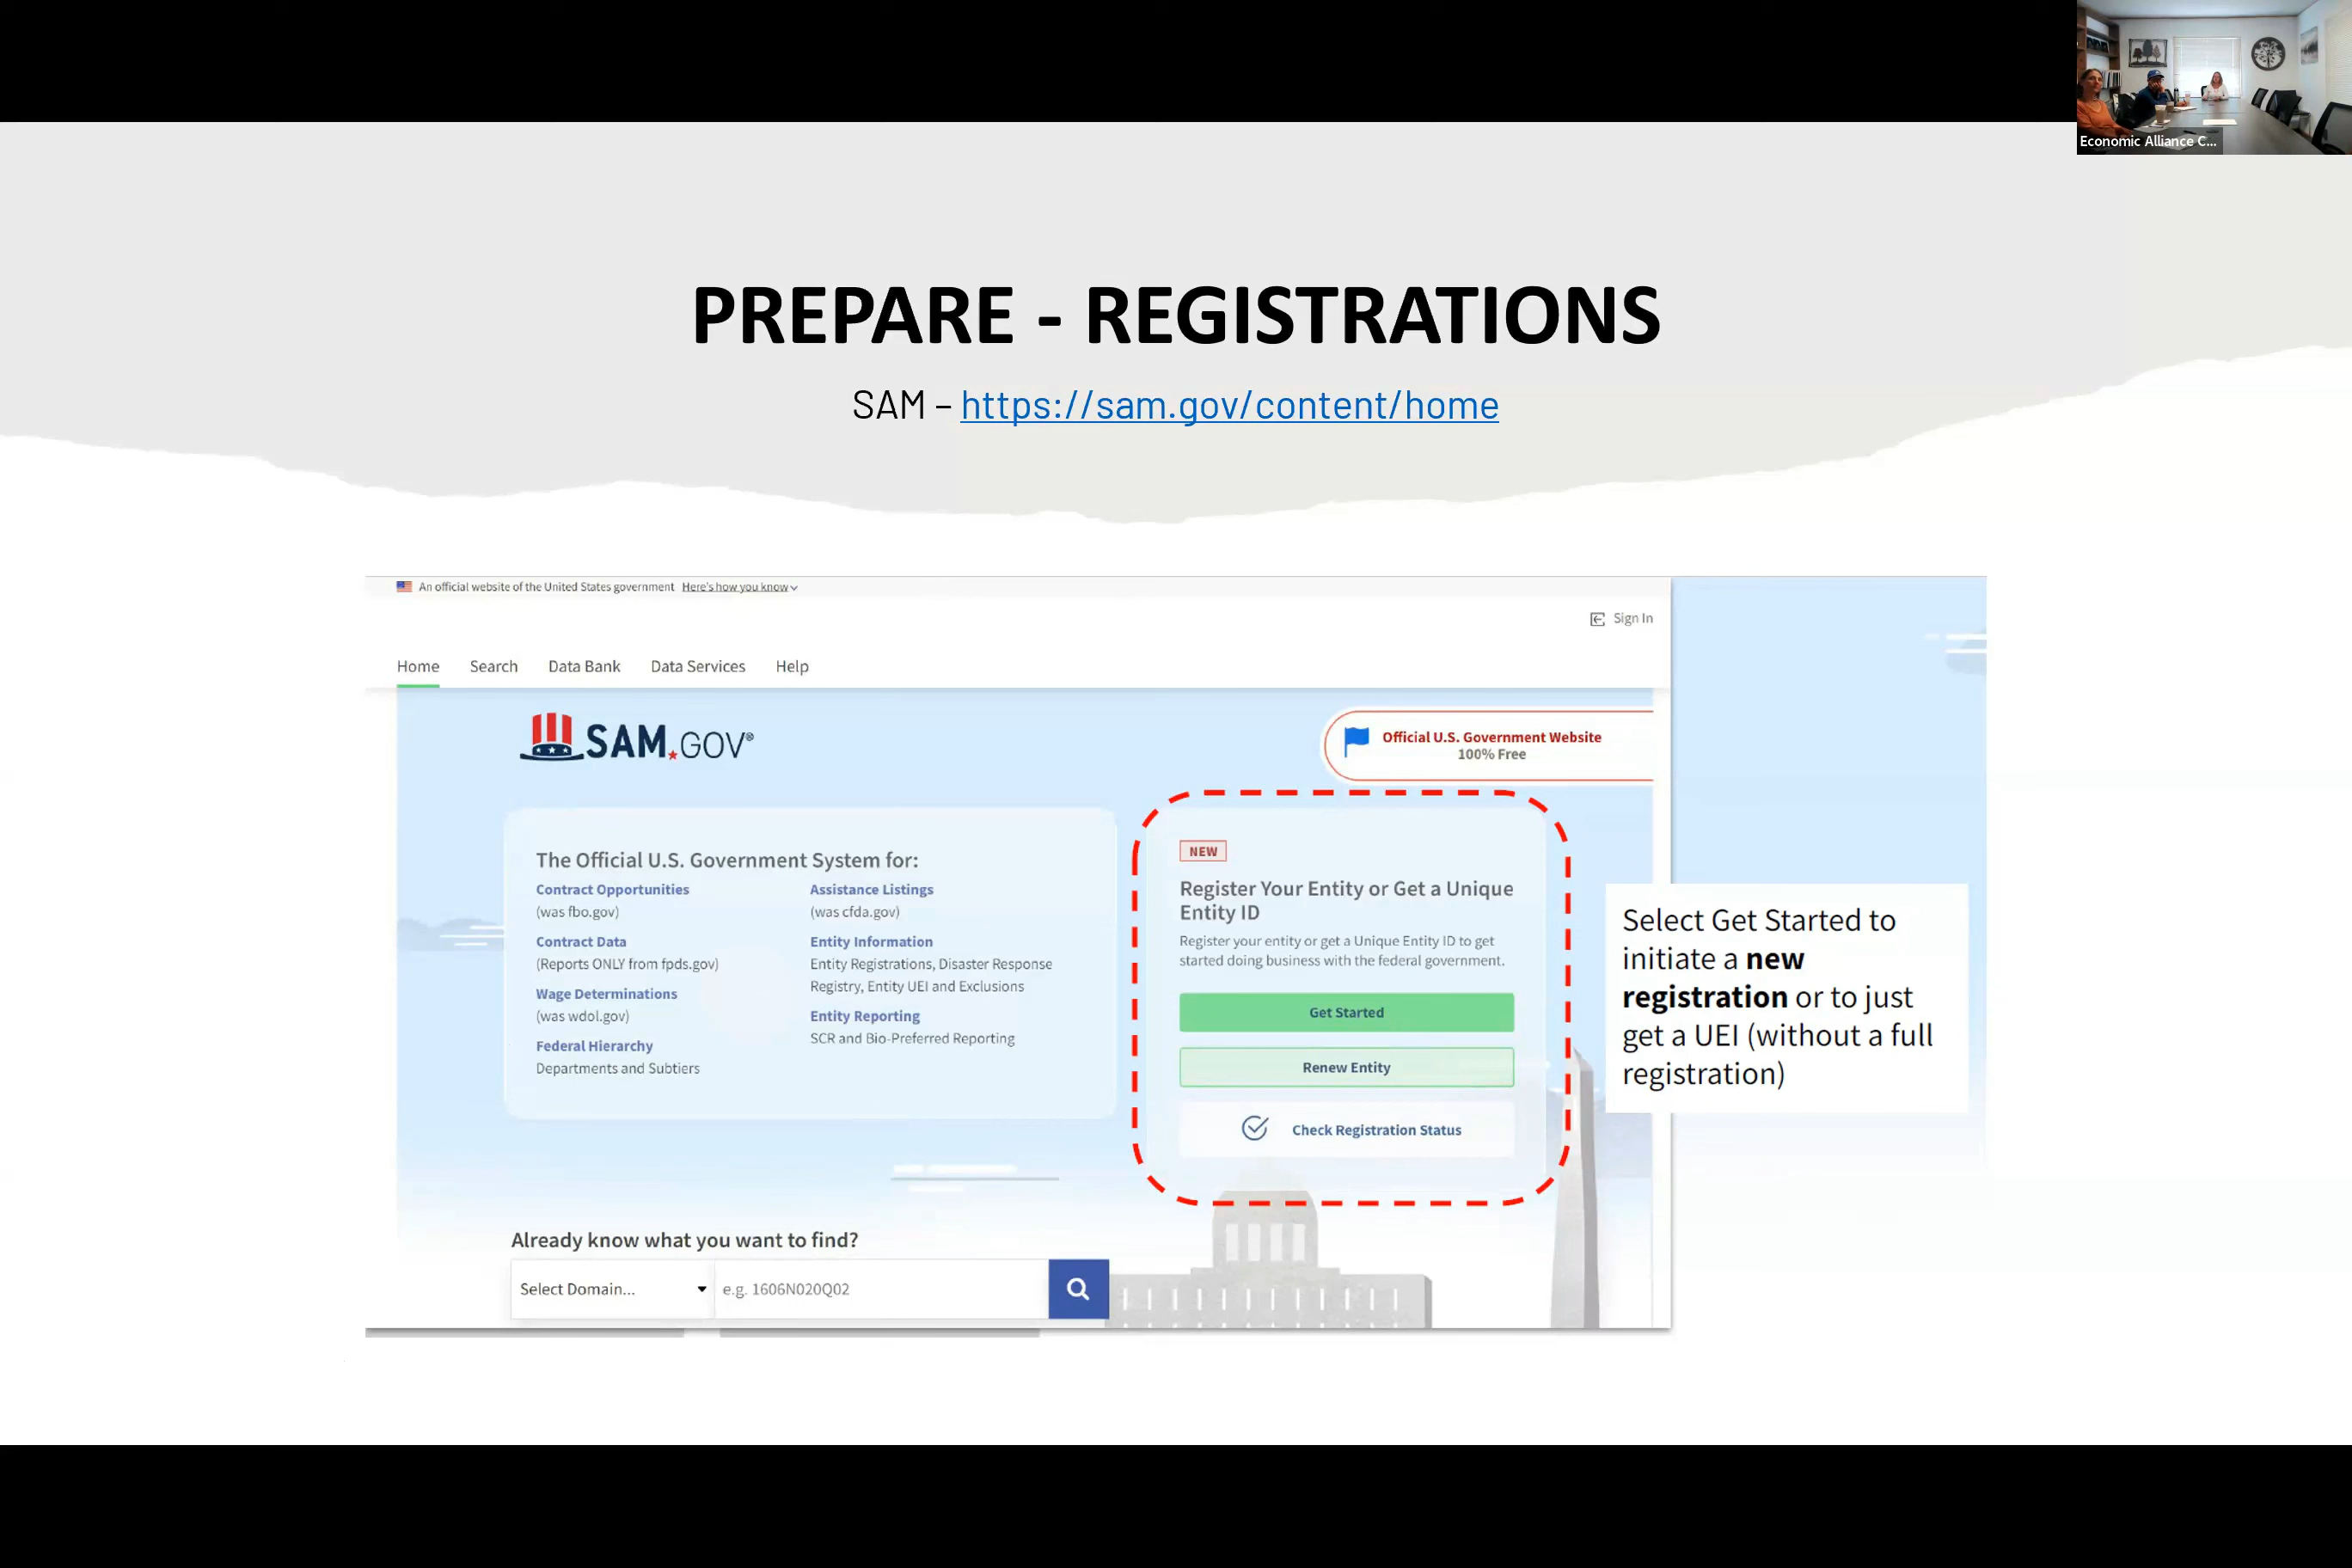 Economic Alliance C...
PREPARE - REGISTRATIONS
SAM – https://sam.gov/content/home
An official website of the United States government Here's how you know
Sign In
Home Search Data Bank Data Services Help
SAM.GOV®
Official U.S. Government Website
100% Free
The Official U.S. Government System for:
Contract Opportunities
(was fbo.gov)
Contract Data
(Reports ONLY from fpds.gov)
Wage Determinations
(was wdol.gov)
Federal Hierarchy
Departments and Subtiers
Assistance Listings
(was cfda.gov)
Entity Information
Entity Registrations, Disaster Response
Registry, Entity UEI and Exclusions
Entity Reporting
SCR and Bio-Preferred Reporting
NEW
Register Your Entity or Get a Unique
Entity ID
Register your entity or get a Unique Entity ID to get
started doing business with the federal government.
Get Started
Renew Entity
Check Registration Status
Select Get Started to
initiate a new
registration or to just
get a UEI (without a full
registration)
Already know what you want to find?
Select Domain...
e.g. 1606N020Q02